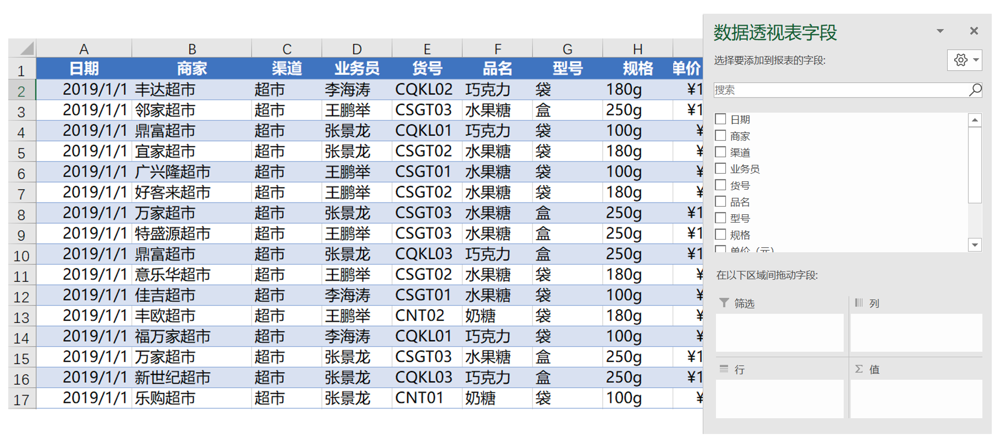 A B C D E F G H
1 日期 商家 渠道 业务员 货号 品名 型号 规格 单价
2 2019/1/1 丰达超市 超市 李海涛 CQKL02 巧克力 袋 180g ¥1
3 2019/1/1 邻家超市 超市 王鹏举 CSGT03 水果糖 盒 250g ¥1
4 2019/1/1 鼎富超市 超市 张景龙 CQKL01 巧克力 袋 100g ¥
5 2019/1/1 宜家超市 超市 张景龙 CSGT02 水果糖 袋 180g ¥
6 2019/1/1 广兴隆超市 超市 王鹏举 CSGT01 水果糖 袋 100g ¥
7 2019/1/1 好客来超市 超市 王鹏举 CSGT02 水果糖 袋 180g ¥
8 2019/1/1 万家超市 超市 张景龙 CSGT03 水果糖 盒 250g ¥1
9 2019/1/1 特盛源超市 超市 王鹏举 CSGT03 水果糖 盒 250g ¥1
10 2019/1/1 鼎富超市 超市 张景龙 CQKL03 巧克力 盒 250g ¥1
11 2019/1/1 意乐华超市 超市 王鹏举 CSGT02 水果糖 袋 180g ¥
12 2019/1/1 佳吉超市 超市 李海涛 CSGT01 水果糖 袋 100g ¥
13 2019/1/1 丰欧超市 超市 王鹏举 CNT02 奶糖 袋 180g ¥
14 2019/1/1 福万家超市 超市 李海涛 CQKL01 巧克力 袋 100g ¥
15 2019/1/1 万家超市 超市 张景龙 CSGT03 水果糖 盒 250g ¥1
16 2019/1/1 新世纪超市 超市 张景龙 CQKL03 巧克力 盒 250g ¥1
17 2019/1/1 乐购超市 超市 张景龙 CNT01 奶糖 袋 100g ¥
数据透视表字段
选择要添加到报表的字段:
搜索
日期
商家
渠道
业务员
货号
品名
型号
规格
单价（元）
在以下区域间拖动字段:
筛选
列
行
Σ 值